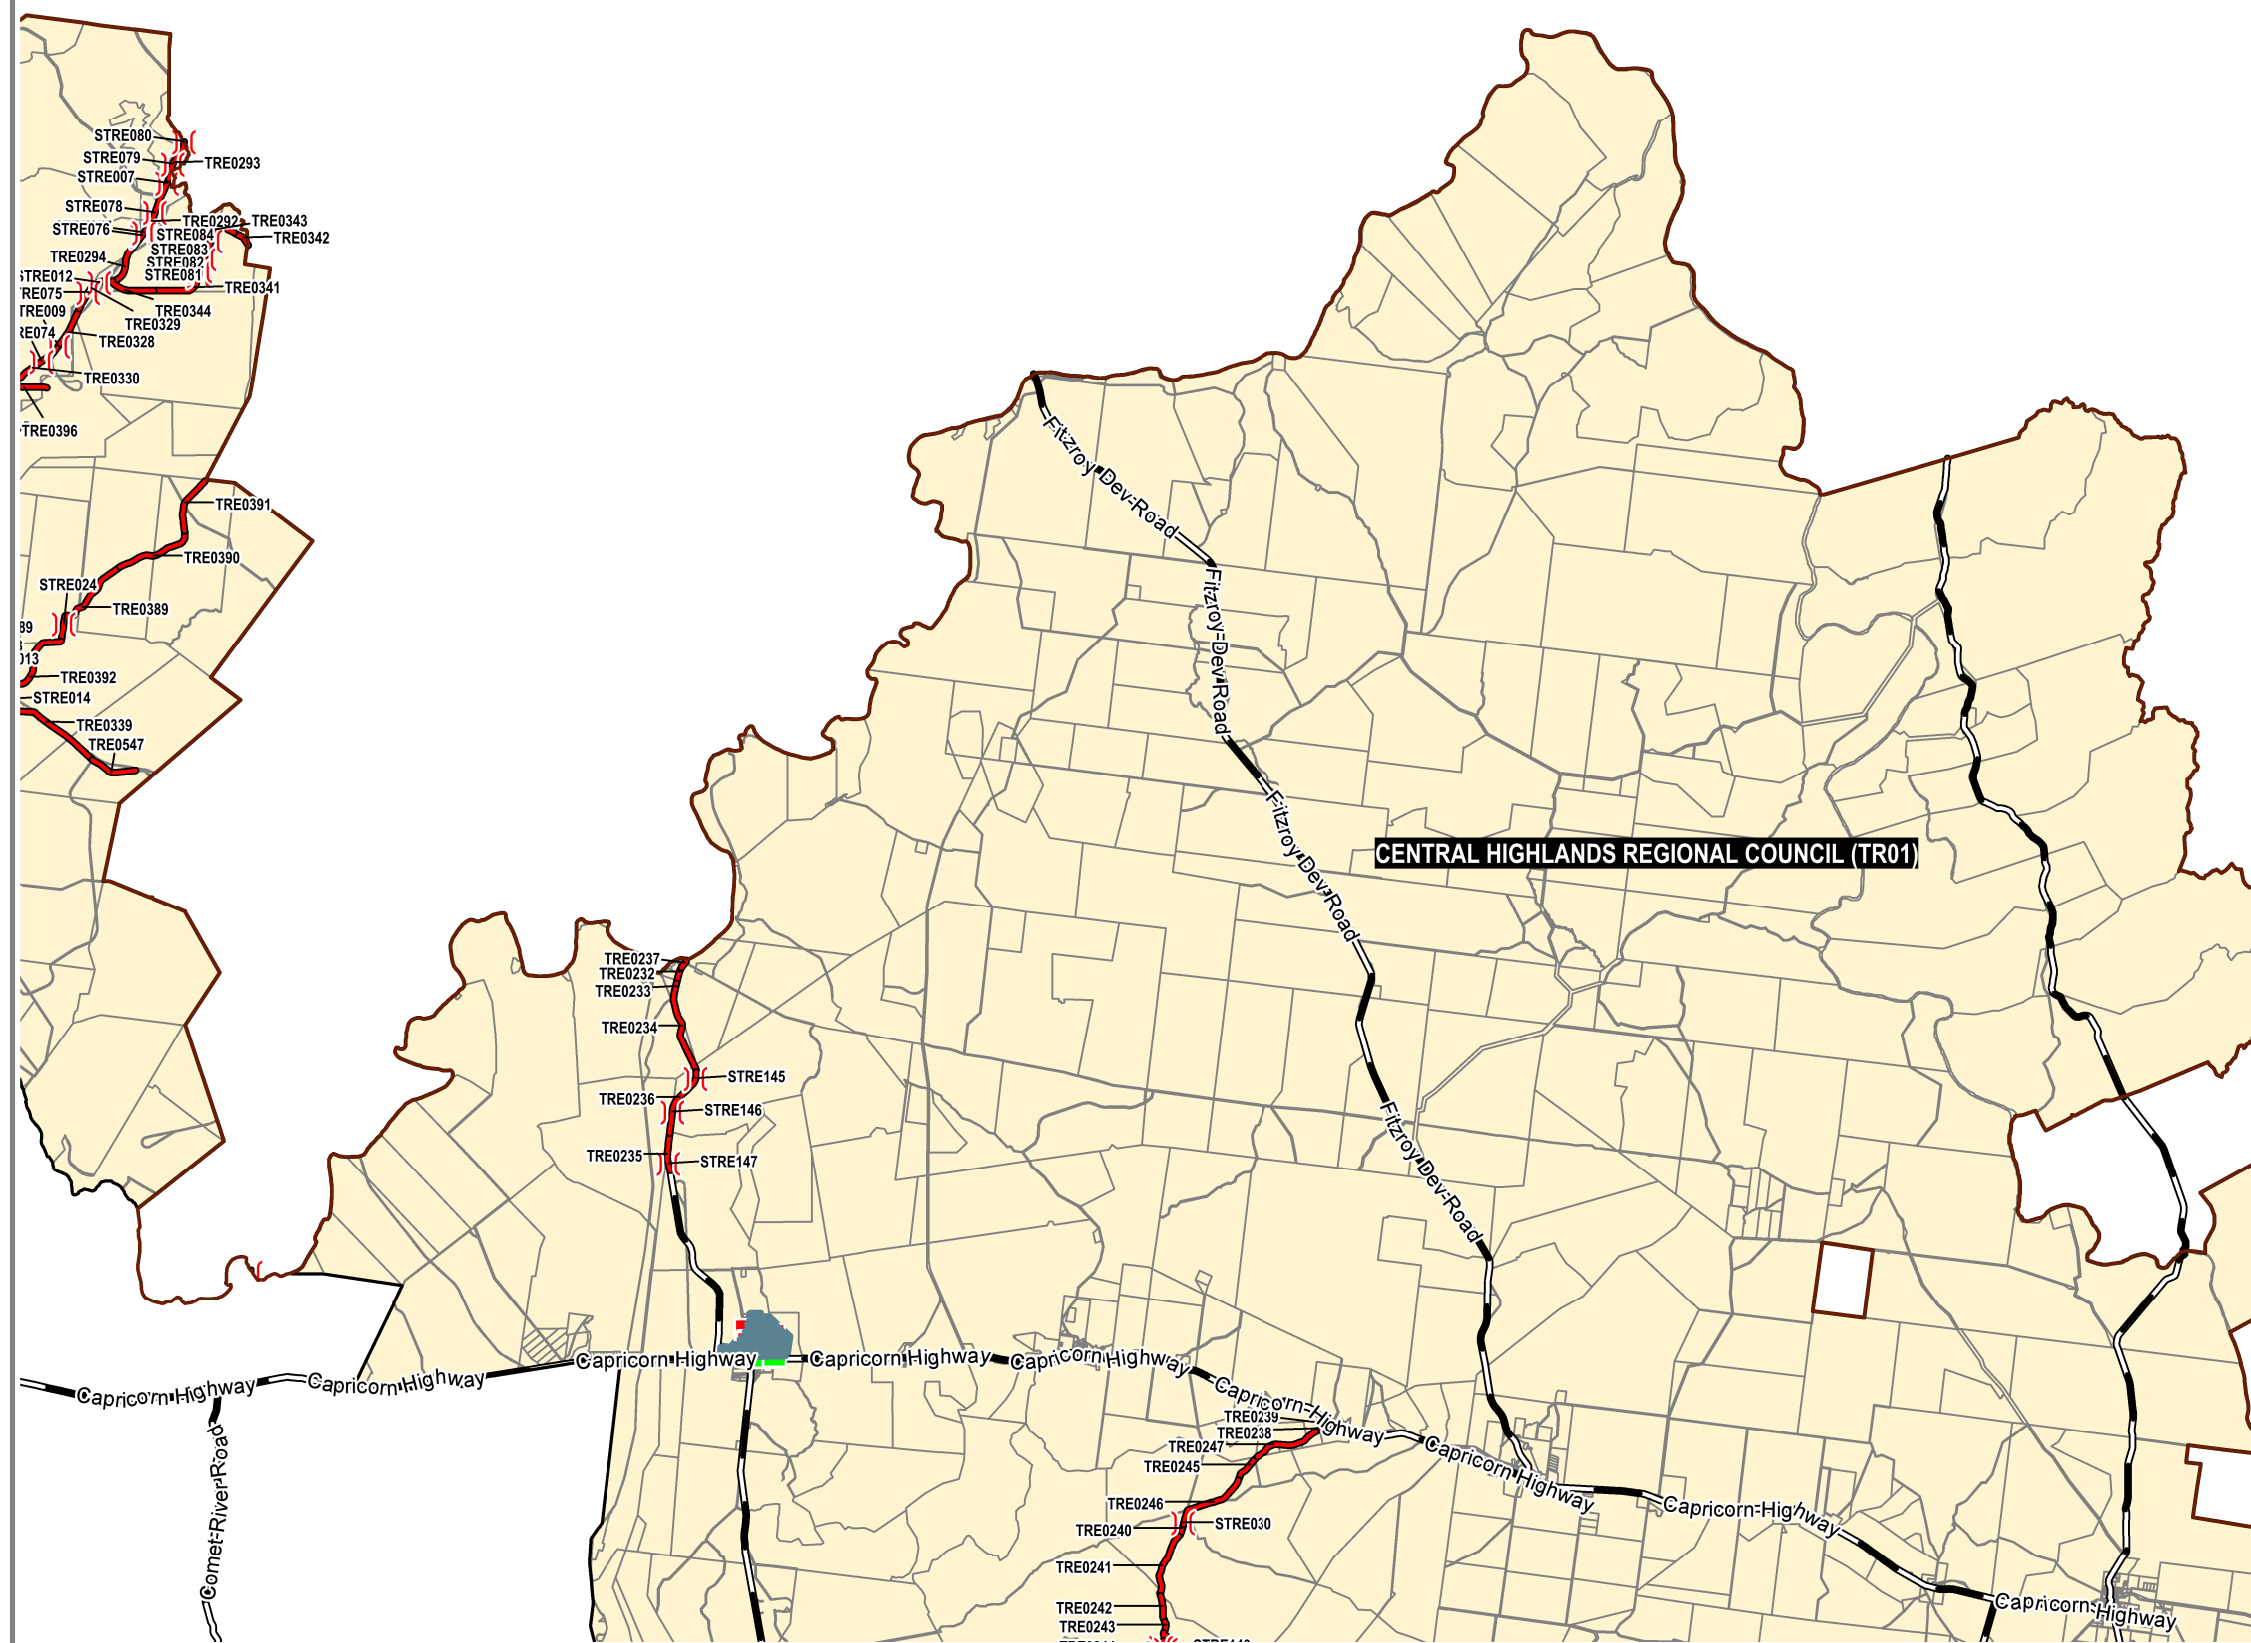 STRE080
STRE079
TRE0293
STRE007
STRE078
TRE0292
TRE0343
STRE076
STRE084
TRE0342
STRE083
TRE0294
STRE082
STRE012
STRE081
TRE0341
TRE0344
TRE0329
TRE0328
TRE0330
TRE0396
TRE0391
TRE0390
STRE024
TRE0389
TRE0392
STRE014
TRE0339
TRE0547
Fitzroy-Dev-Road
Fitzroy-Dev-Road
Fitzroy-Dev-Road
CENTRAL HIGHLANDS REGIONAL COUNCIL (TR01)
TRE0237
TRE0232
TRE0233
TRE0234
STRE145
TRE0236
STRE146
TRE0235
STRE147
Fitzroy-Dev-Road
Capricorn-Highway
Capricorn-Highway
Capricorn-Highway
Capricorn-Highway
Capricorn-Highway
Capricorn-Highway
Capricorn-Highway
Capricorn-Highway
Capricorn-Highway
Comet-River-Road
TRE0239
TRE0238
TRE0247
TRE0245
TRE0246
STRE030
TRE0240
TRE0241
TRE0242
TRE0243